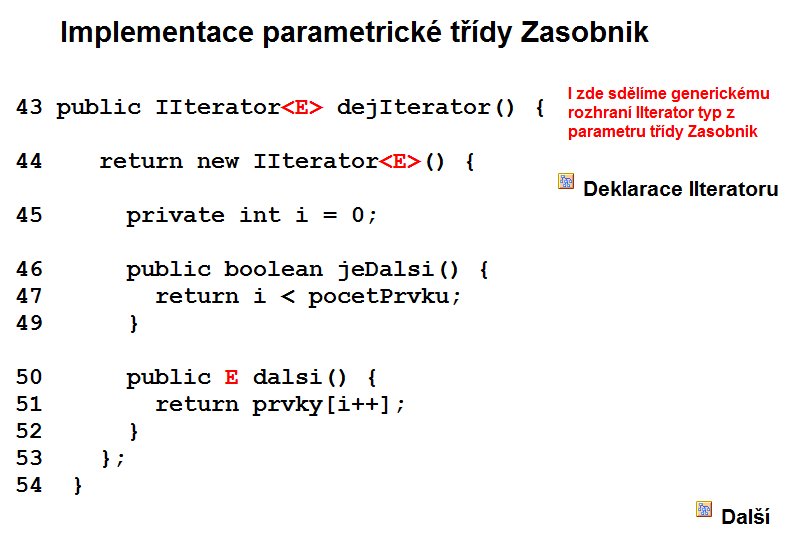 Implementace parametrické třídy Zasobnik
43 public IIterator<E> dejIterator() {
I zde sdělíme generickému
rozhraní IIterator typ z
parametru třídy Zasobnik
44 return new IIterator<E>() {
Deklarace IIteratoru
45 private int i = 0;
46 public boolean jeDalsi() {
47 return i < pocetPrvku;
49 }
50 public E dalsi() {
51 return prvky[i++];
52 }
53 };
54 }
Další